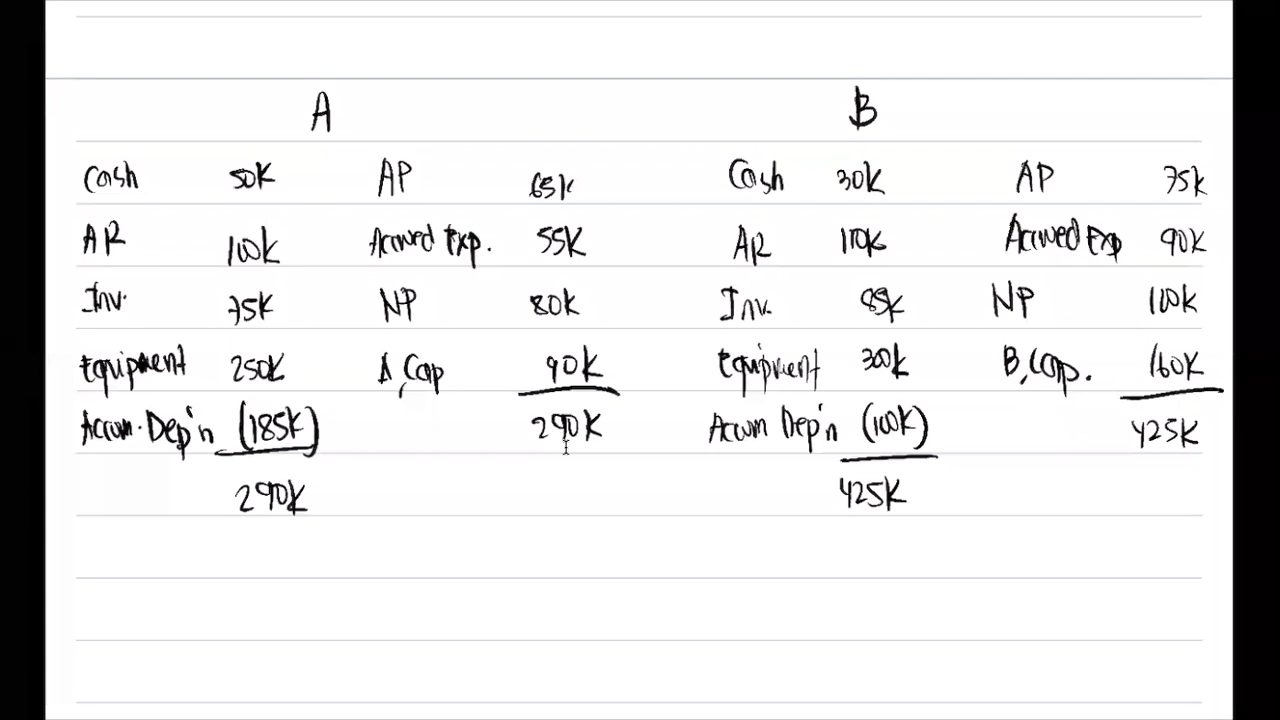 A B
Cash 50K AP 65K Cash 30K AP 75K
AR 100K Accrued Exp. 55K AR 110K Accrued Exp 90K
Inv. 75K NP 80K Inv. 85K NP 100K
Equipment 250K A, Cap 90K Equipment 300K B, Cap. 160K
Accum. Dep'n (185K) 290K Accum Dep'n (100K) 425K
290K 425K